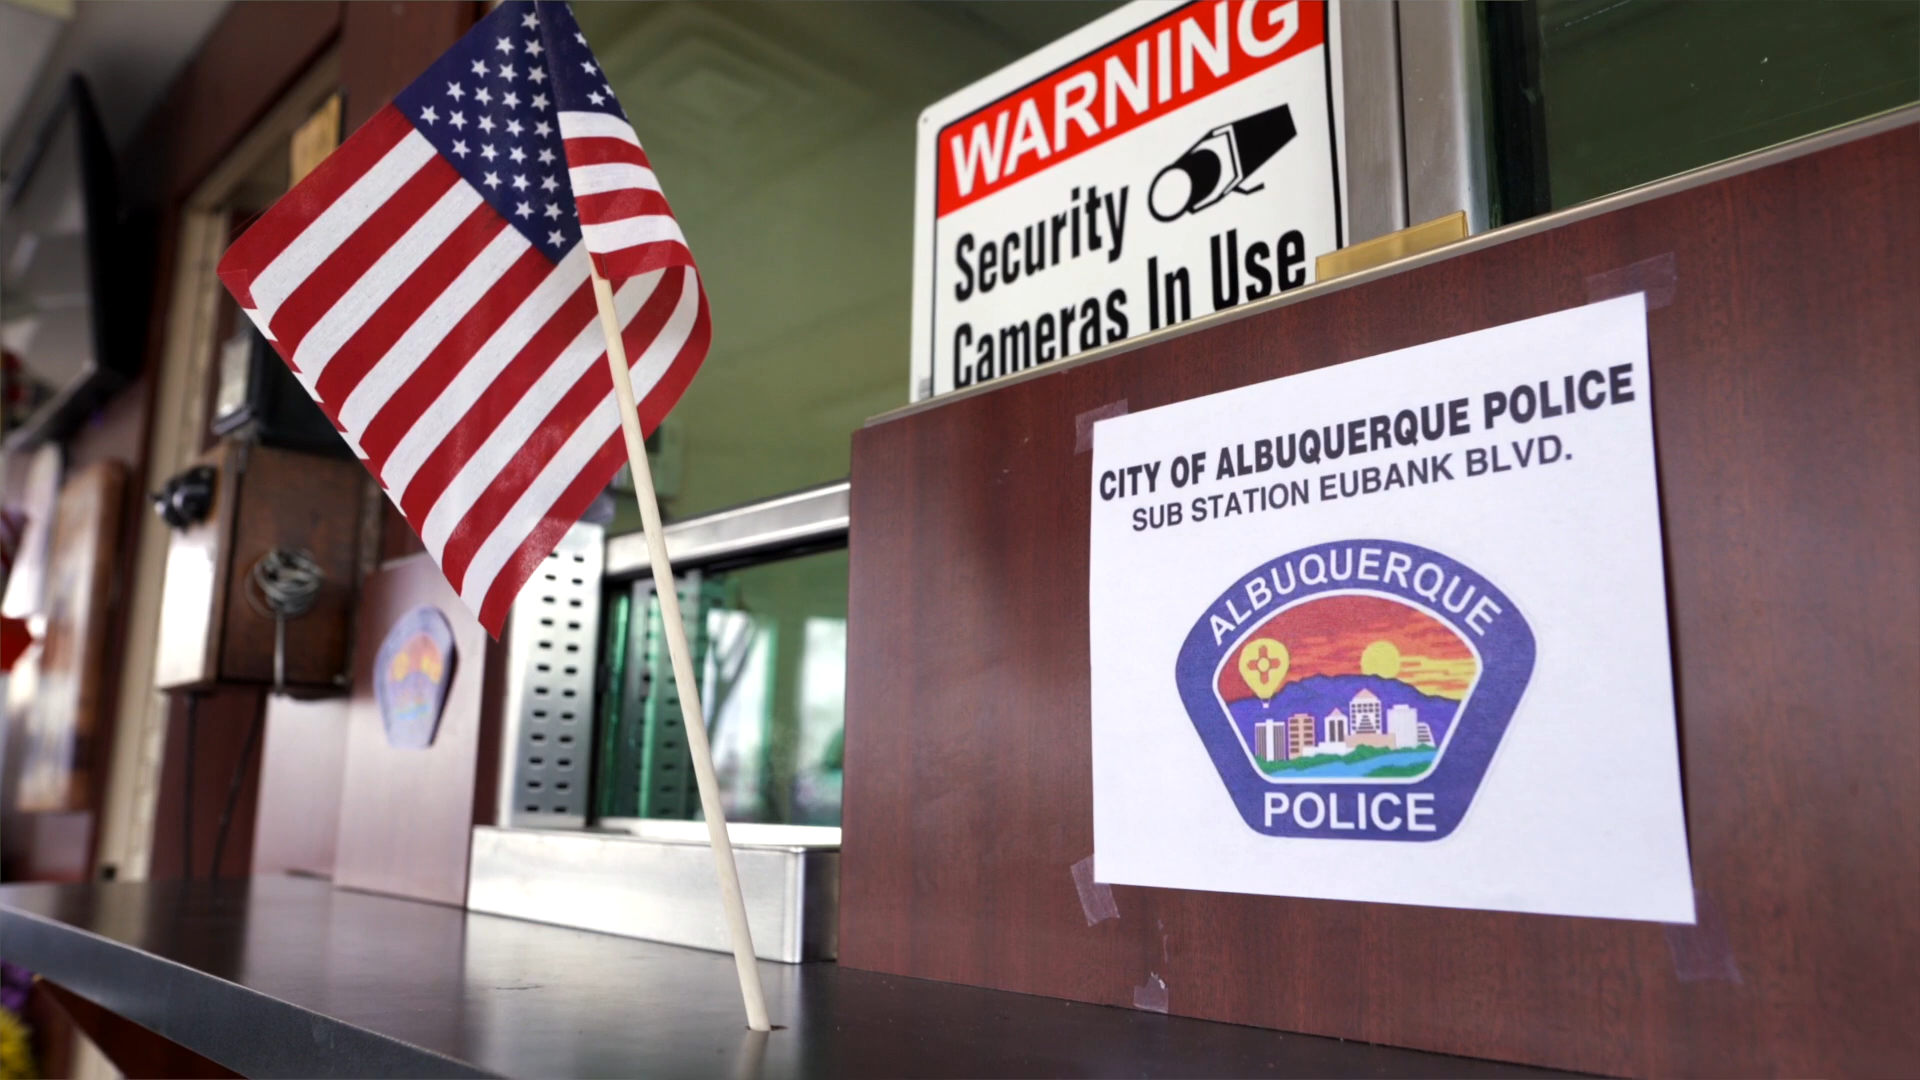 WARNING
Security
Cameras In Use
CITY OF ALBUQUERQUE POLICE
SUB STATION EUBANK BLVD.
ALBUQUERQUE
POLICE